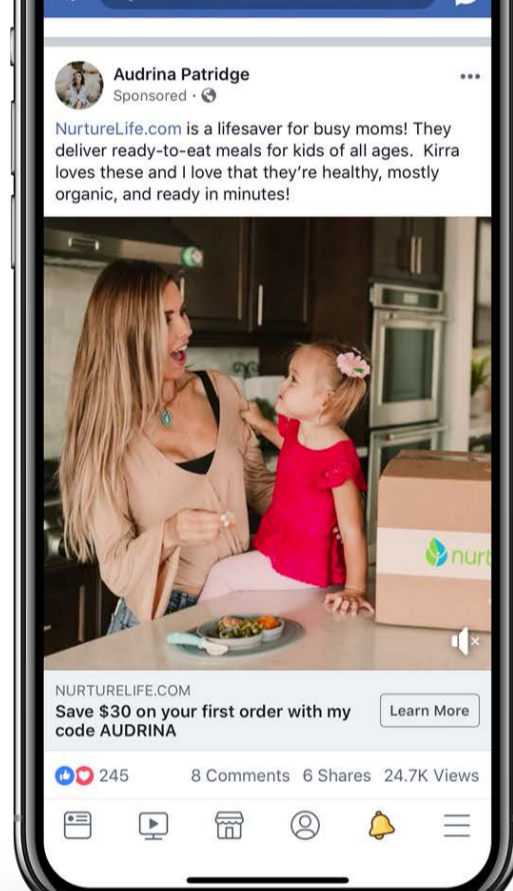 Audrina Patridge
Sponsored ·
NurtureLife.com is a lifesaver for busy moms! They
deliver ready-to-eat meals for kids of all ages. Kirra
loves these and I love that they're healthy, mostly
organic, and ready in minutes!
nurt
NURTURELIFE.COM
Save $30 on your first order with my
code AUDRINA
Learn More
245 8 Comments 6 Shares 24.7K Views